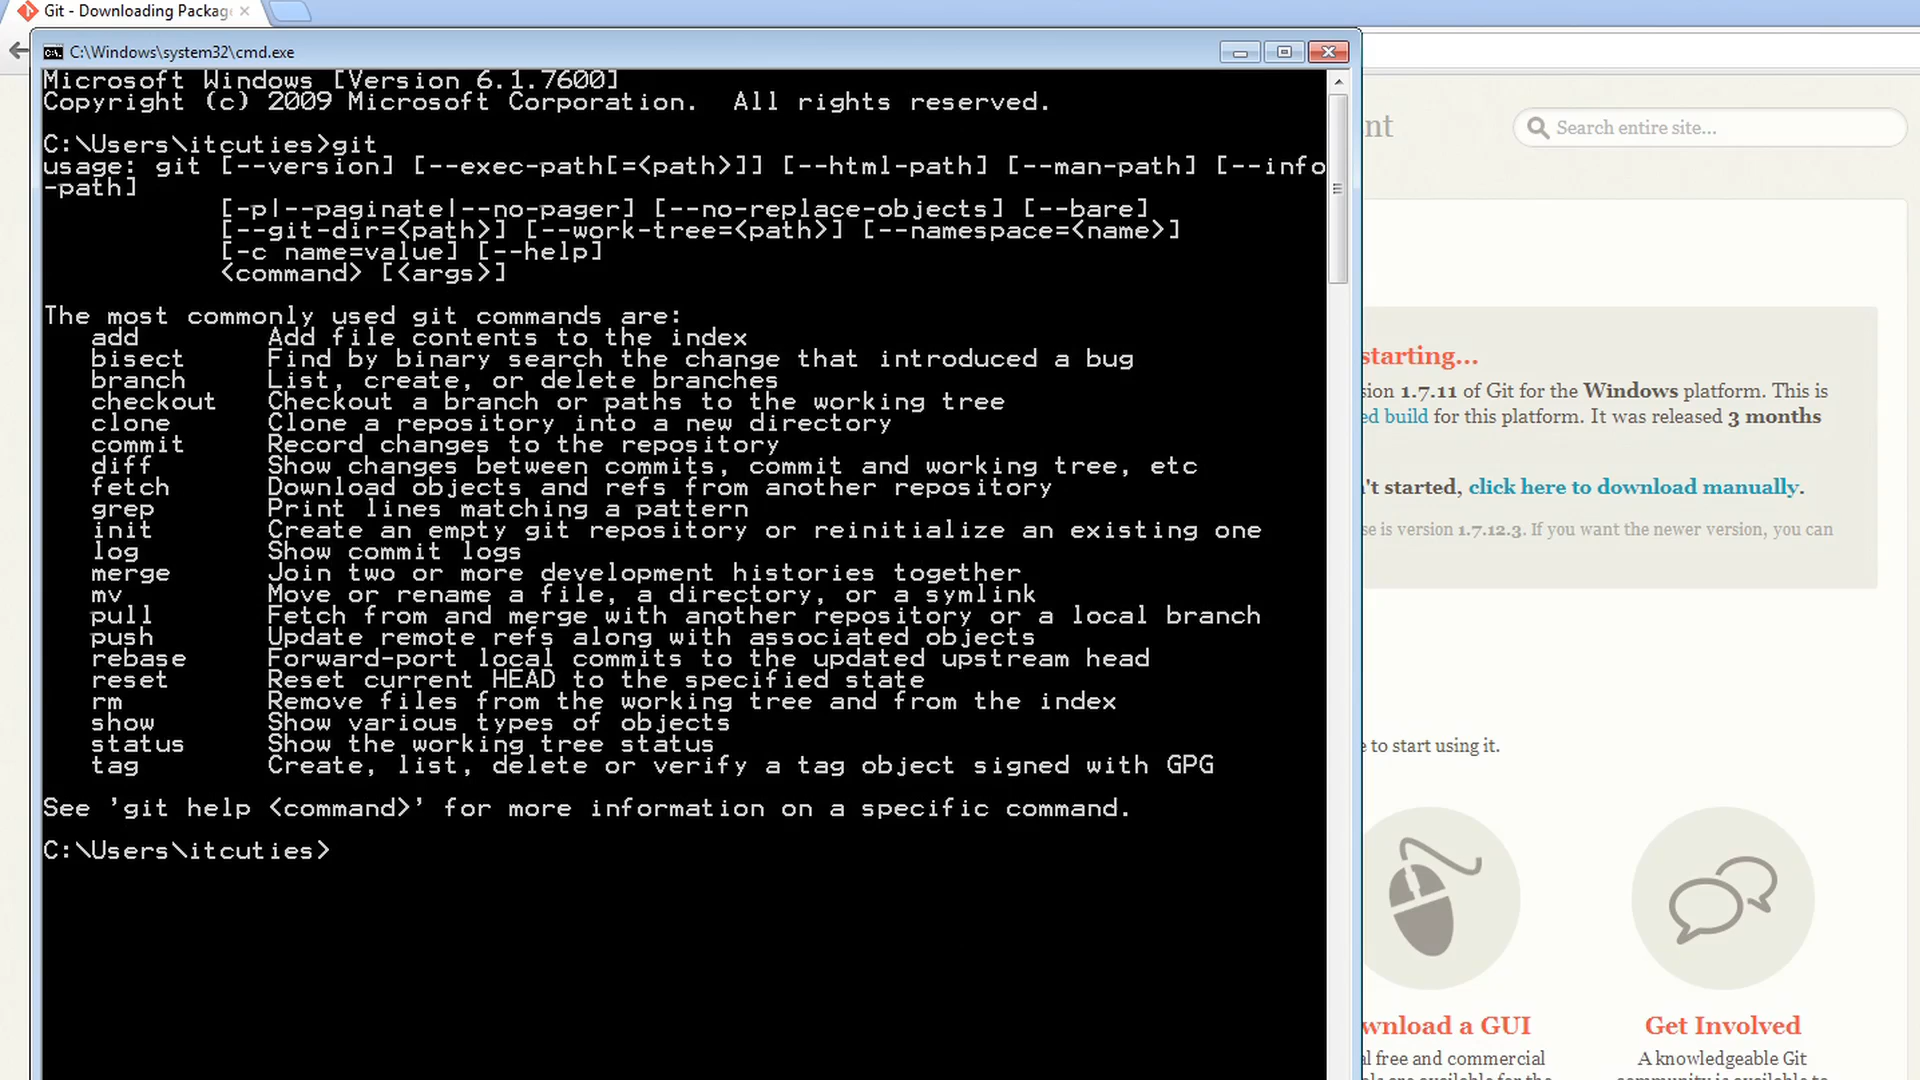 Git - Downloading Packag
C:\Windows\system32\cmd.exe
Microsoft Windows [Version 6.1.7600]
Copyright (c) 2009 Microsoft Corporation.  All rights reserved.
C:\Users\itcuties>git
usage: git [--version] [--exec-path[=<path>]] [--html-path] [--man-path] [--info
-path]
[-p|--paginate|--no-pager] [--no-replace-objects] [--bare]
[--git-dir=<path>] [--work-tree=<path>] [--namespace=<name>]
[-c name=value] [--help]
<command> [<args>]
The most commonly used git commands are:
add        Add file contents to the index
bisect     Find by binary search the change that introduced a bug
branch     List, create, or delete branches
checkout   Checkout a branch or paths to the working tree
clone      Clone a repository into a new directory
commit     Record changes to the repository
diff       Show changes between commits, commit and working tree, etc
fetch      Download objects and refs from another repository
grep       Print lines matching a pattern
init       Create an empty git repository or reinitialize an existing one
log        Show commit logs
merge      Join two or more development histories together
mv         Move or rename a file, a directory, or a symlink
pull       Fetch from and merge with another repository or a local branch
push       Update remote refs along with associated objects
rebase     Forward-port local commits to the updated upstream head
reset      Reset current HEAD to the specified state
rm         Remove files from the working tree and from the index
show       Show various types of objects
status     Show the working tree status
tag        Create, list, delete or verify a tag object signed with GPG
See 'git help <command>' for more information on a specific command.
C:\Users\itcuties>
nt
Search entire site...
starting...
sion 1.7.11 of Git for the Windows platform. This is
ed build for this platform. It was released 3 months
't started, click here to download manually.
se is version 1.7.12.3. If you want the newer version, you can
e to start using it.
wnload a GUI
al free and commercial
Get Involved
A knowledgeable Git